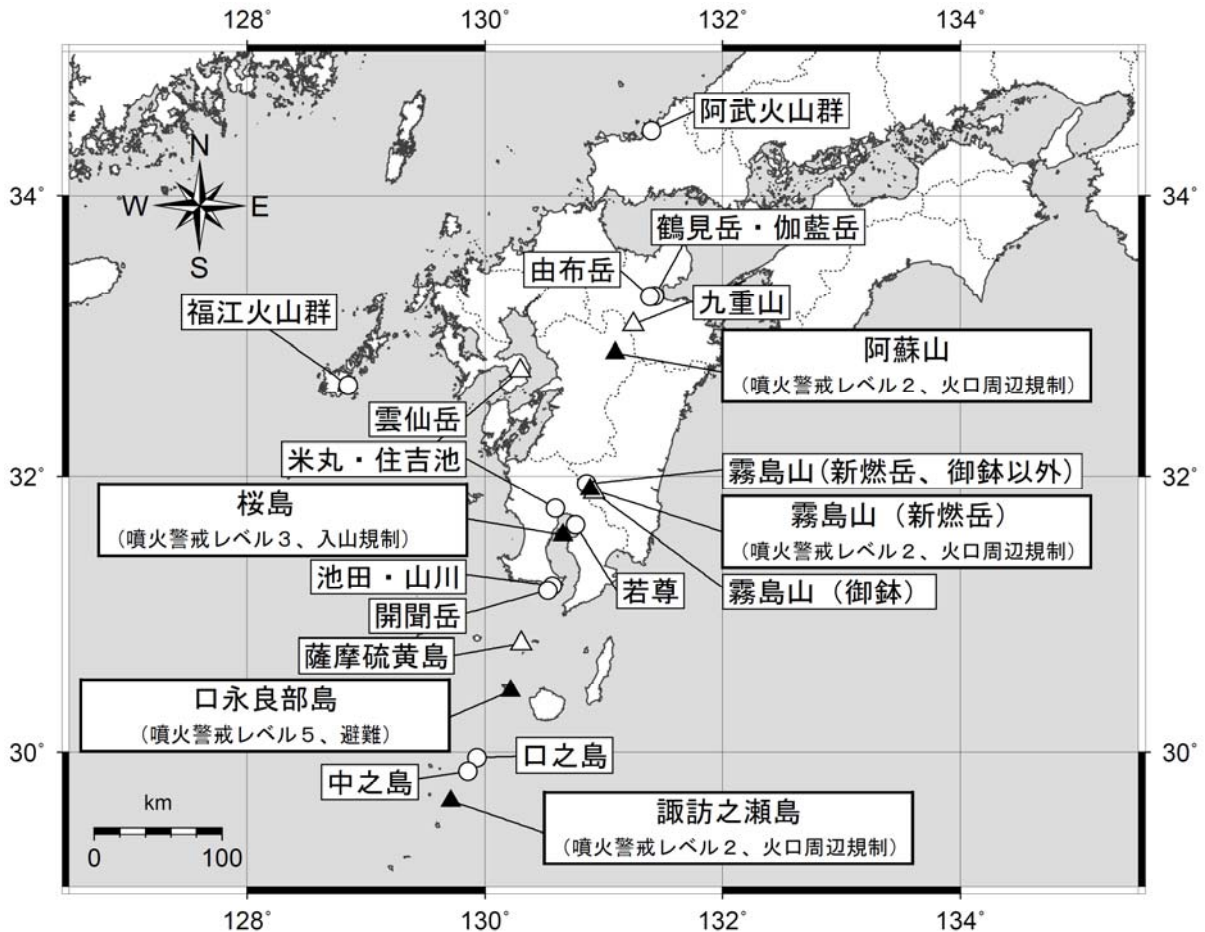 128° 130° 132° 134°
阿武火山群
N
34° 34°
W E
鶴見岳・伽藍岳
S
由布岳
九重山
福江火山群
阿蘇山
（噴火警戒レベル２、火口周辺規制）
雲仙岳
米丸・住吉池
32° 32°
霧島山（新燃岳、御鉢以外）
桜島
（噴火警戒レベル３、入山規制）
霧島山（新燃岳）
（噴火警戒レベル２、火口周辺規制）
池田・山川
若尊
霧島山（御鉢）
開聞岳
薩摩硫黄島
口永良部島
（噴火警戒レベル５、避難）
30° 30°
口之島
中之島
km
0 100
諏訪之瀬島
（噴火警戒レベル２、火口周辺規制）
128° 130° 132° 134°